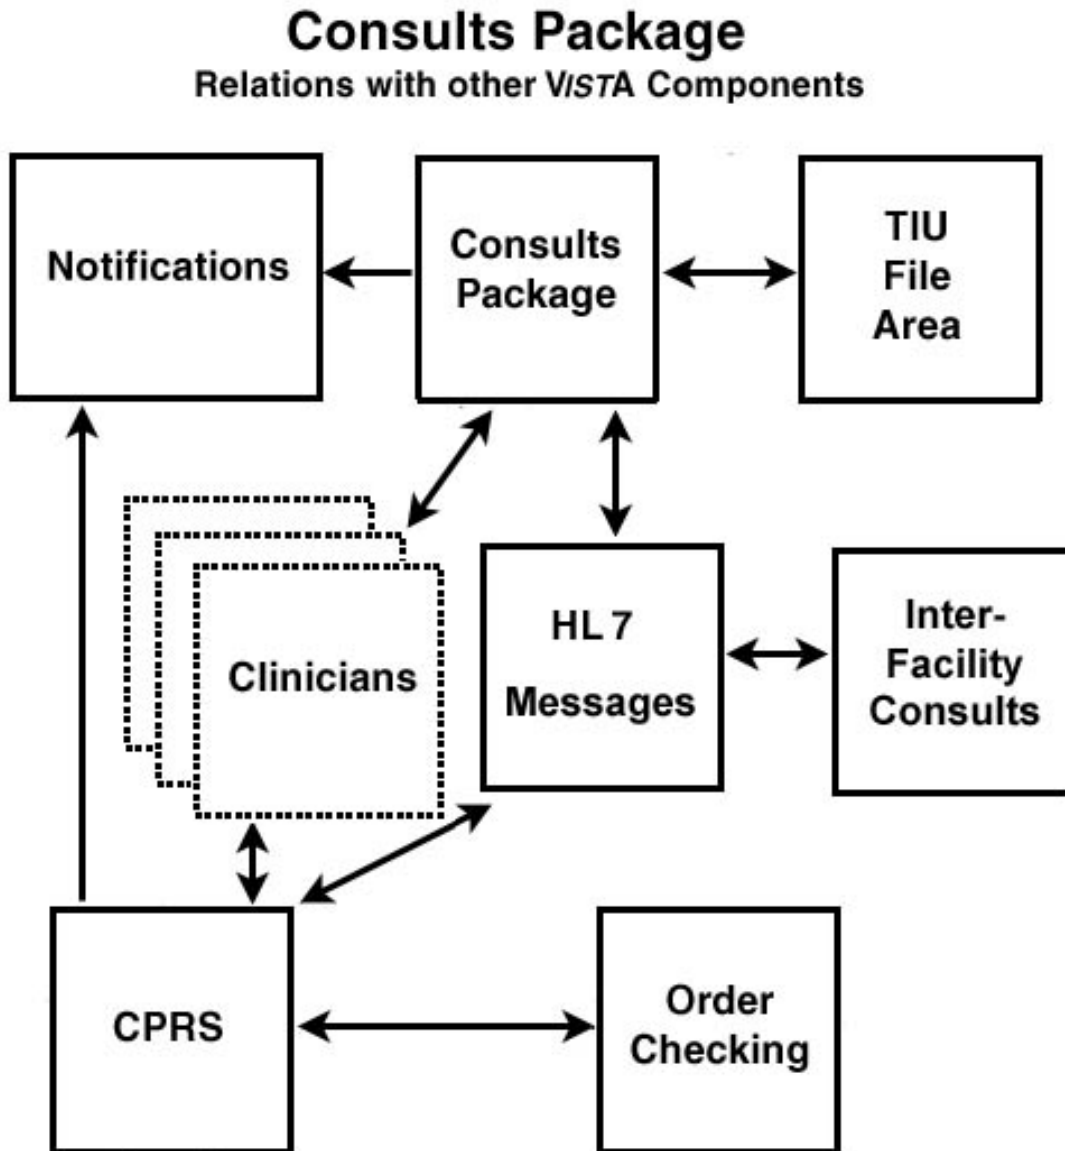 Consults Package
Relations with other VISTA Components
Notifications
Consults
Package
TIU
File
Area
Clinicians
HL 7
Messages
Inter-
Facility
Consults
CPRS
Order
Checking